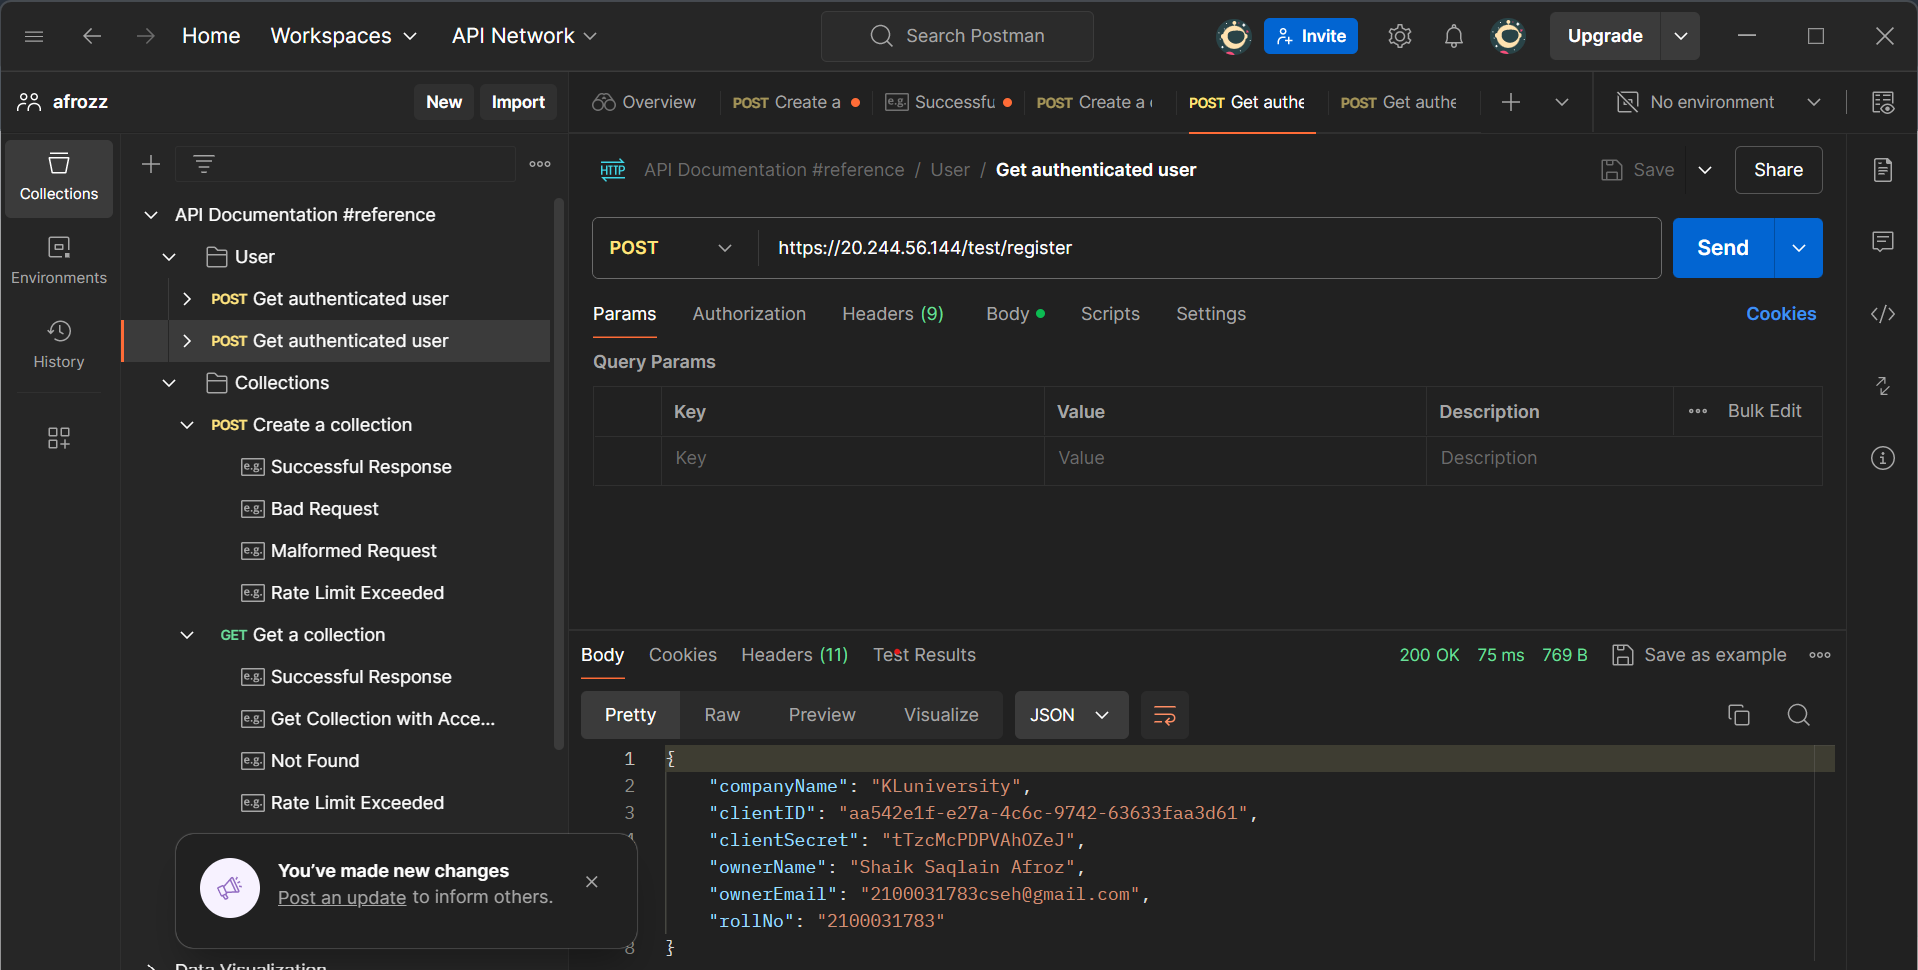 Home Workspaces API Network Search Postman Invite Upgrade
afrozz New Import Overview POST Create a e.g. Successfu POST Create a POST Get authe POST Get authe No environment
Collections
Environments
History
API Documentation #reference
User
POST Get authenticated user
POST Get authenticated user
Collections
POST Create a collection
e.g. Successful Response
e.g. Bad Request
e.g. Malformed Request
e.g. Rate Limit Exceeded
GET Get a collection
e.g. Successful Response
e.g. Get Collection with Acce...
e.g. Not Found
e.g. Rate Limit Exceeded
You've made new changes
Post an update to inform others.
Data Visualization
HTTP API Documentation #reference / User / Get authenticated user Save Share
POST https://20.244.56.144/test/register Send
Params Authorization Headers (9) Body Scripts Settings Cookies
Query Params
Key Value Description Bulk Edit
Key Value Description
Body Cookies Headers (11) Test Results 200 OK 75 ms 769 B Save as example
Pretty Raw Preview Visualize JSON
1 {
2 "companyName": "KLuniversity",
3 "clientID": "aa542e1f-e27a-4c6c-9742-63633faa3d61",
"clientSecret": "tTzcMcPDPVAhOZeJ",
"ownerName": "Shaik Saqlain Afroz",
"ownerEmail": "2100031783cseh@gmail.com",
"rollNo": "2100031783"
8 }